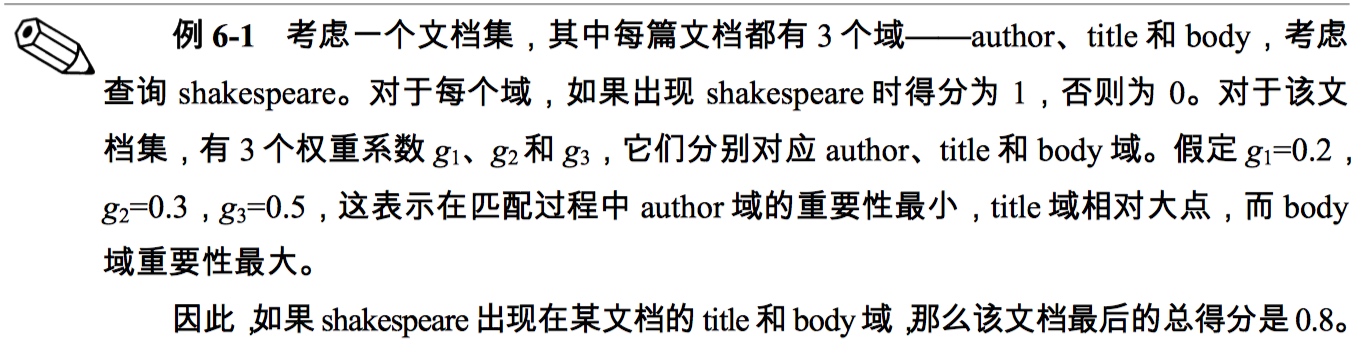 例 6-1 考虑一个文档集，其中每篇文档都有 3 个域——author、title 和 body，考虑
查询 shakespeare。对于每个域，如果出现 shakespeare 时得分为 1，否则为 0。对于该文
档集，有 3 个权重系数 g1、g2 和 g3，它们分别对应 author、title 和 body 域。假定 g1=0.2，
g2=0.3，g3=0.5，这表示在匹配过程中 author 域的重要性最小，title 域相对大点，而 body
域重要性最大。
因此，如果 shakespeare 出现在某文档的 title 和 body 域，那么该文档最后的总得分是 0.8。